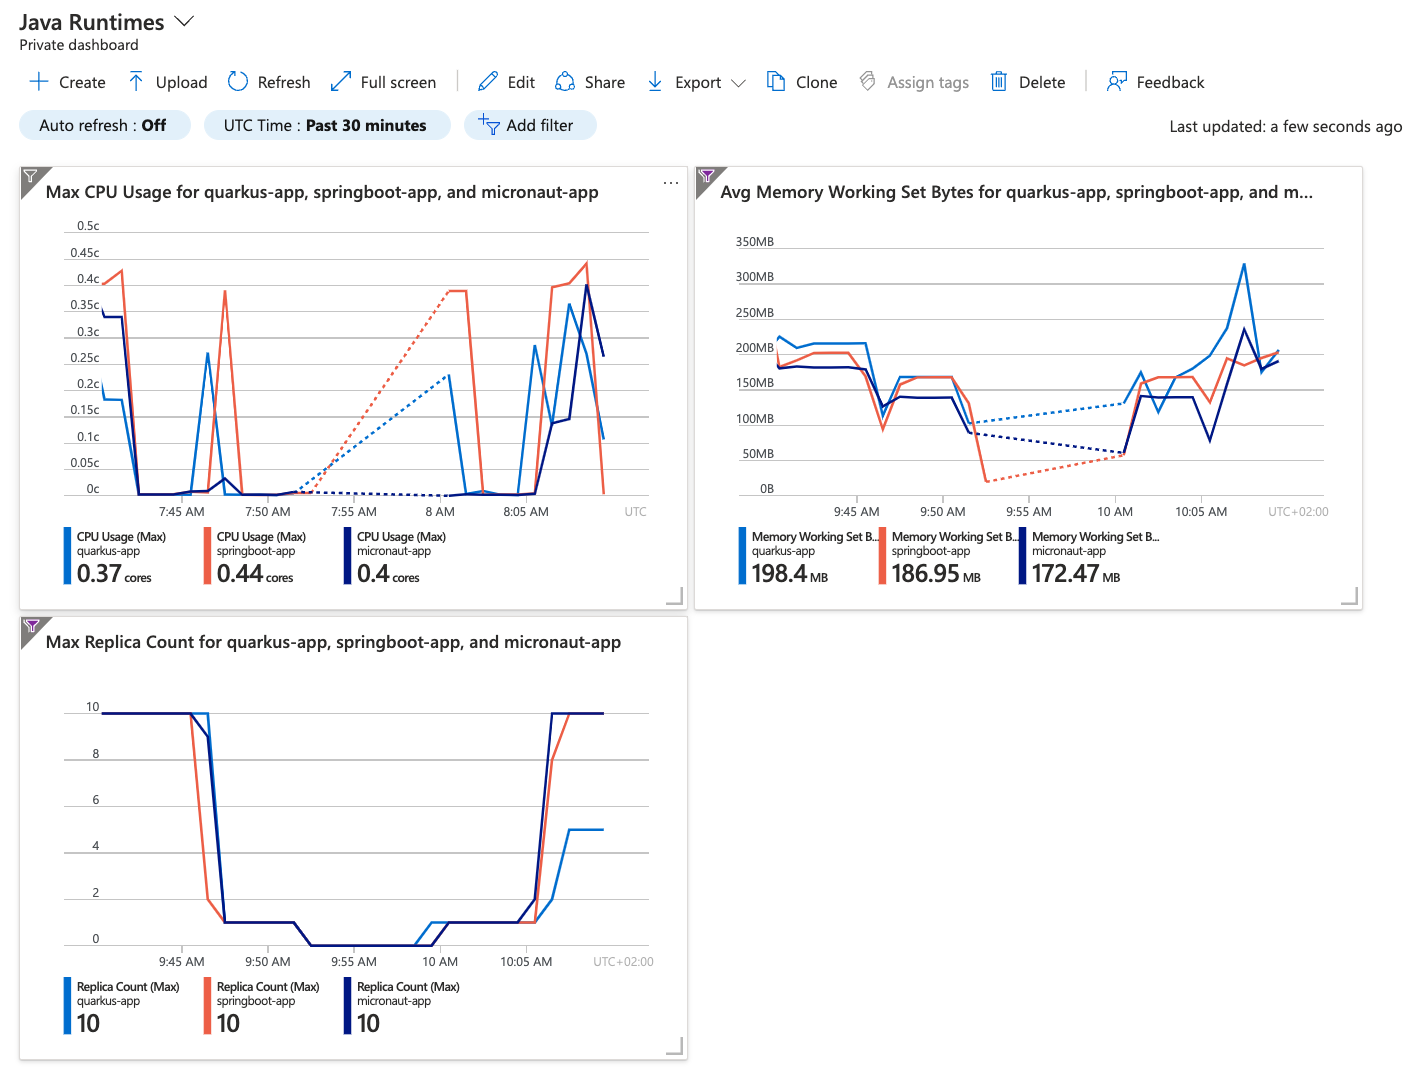 Java Runtimes
Private dashboard
Create Upload Refresh Full screen Edit Share Export Clone Assign tags Delete Feedback
Auto refresh : Off UTC Time : Past 30 minutes Add filter Last updated: a few seconds ago
Max CPU Usage for quarkus-app, springboot-app, and micronaut-app ...
0.5c
0.45c
0.4c
0.35c
0.3c
0.25c
0.2c
0.15c
0.1c
0.05c
0c
7:45 AM 7:50 AM 7:55 AM 8 AM 8:05 AM UTC
CPU Usage (Max) CPU Usage (Max) CPU Usage (Max)
quarkus-app springboot-app micronaut-app
0.37 cores 0.44 cores 0.4 cores
Avg Memory Working Set Bytes for quarkus-app, springboot-app, and m...
350MB
300MB
250MB
200MB
150MB
100MB
50MB
0B
9:45 AM 9:50 AM 9:55 AM 10 AM 10:05 AM UTC+02:00
Memory Working Set B... Memory Working Set B... Memory Working Set B...
quarkus-app springboot-app micronaut-app
198.4 MB 186.95 MB 172.47 MB
Max Replica Count for quarkus-app, springboot-app, and micronaut-app
10
8
6
4
2
0
9:45 AM 9:50 AM 9:55 AM 10 AM 10:05 AM UTC+02:00
Replica Count (Max) Replica Count (Max) Replica Count (Max)
quarkus-app springboot-app micronaut-app
10 10 10